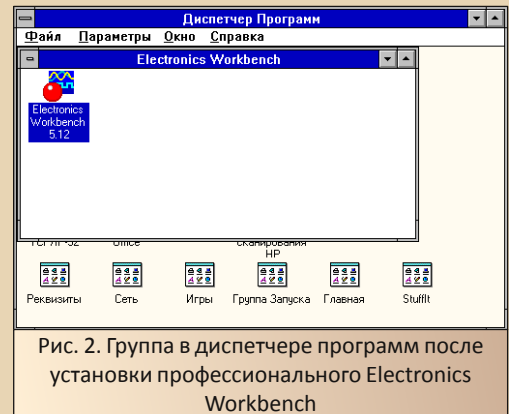 Диспетчер Программ
Файл Параметры Окно Справка
Electronics Workbench
Electronics
Workbench
5.12
Office
сканирования
HP
Реквизиты Сеть Игры Группа Запуска Главная StuffIt
Рис. 2. Группа в диспетчере программ после
установки профессионального Electronics
Workbench